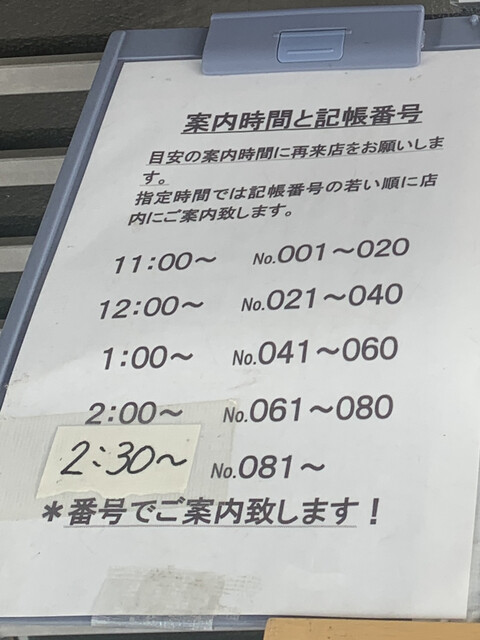 案内時間と記帳番号
目安の案内時間に再来店をお願いしま
す。
指定時間では記帳番号の若い順に店
内にご案内致します。
11:00～ No.001～020
12:00～ No.021～040
1:00～ No.041～060
2:00～ No.061～080
2:30～ No.081～
＊番号でご案内致します！